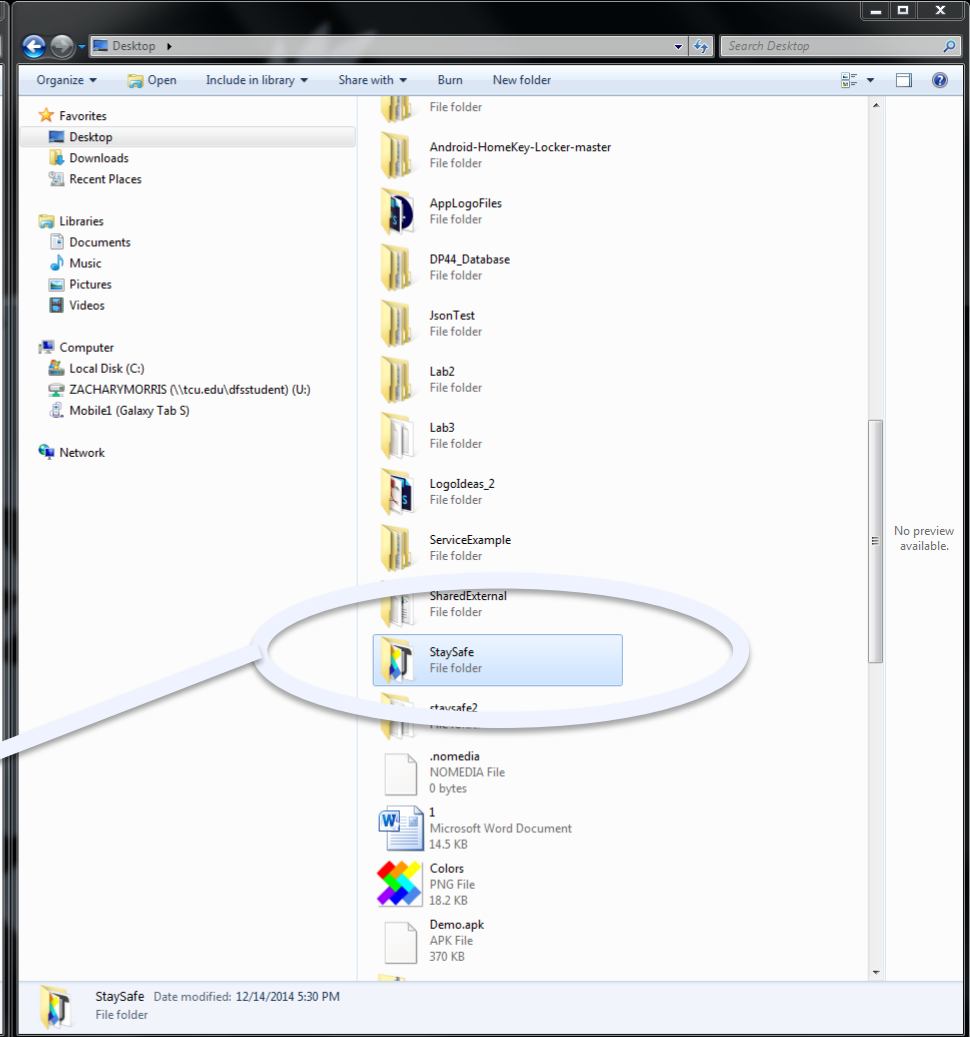 Desktop
Search Desktop
Organize Open Include in library Share with Burn New folder
Favorites
Desktop
Downloads
Recent Places
Libraries
Documents
Music
Pictures
Videos
Computer
Local Disk (C:)
ZACHARYMORRIS (\\tcu.edu\dfsstudent) (U:)
Mobile1 (Galaxy Tab S)
Network
File folder
Android-HomeKey-Locker-master
File folder
AppLogoFiles
File folder
DP44_Database
File folder
JsonTest
File folder
Lab2
File folder
Lab3
File folder
LogoIdeas_2
File folder
ServiceExample
File folder
SharedExternal
File folder
StaySafe
File folder
staysafe2
File folder
.nomedia
NOMEDIA File
0 bytes
1
Microsoft Word Document
14.5 KB
Colors
PNG File
18.2 KB
Demo.apk
APK File
370 KB
No preview
available.
StaySafe Date modified: 12/14/2014 5:30 PM
File folder